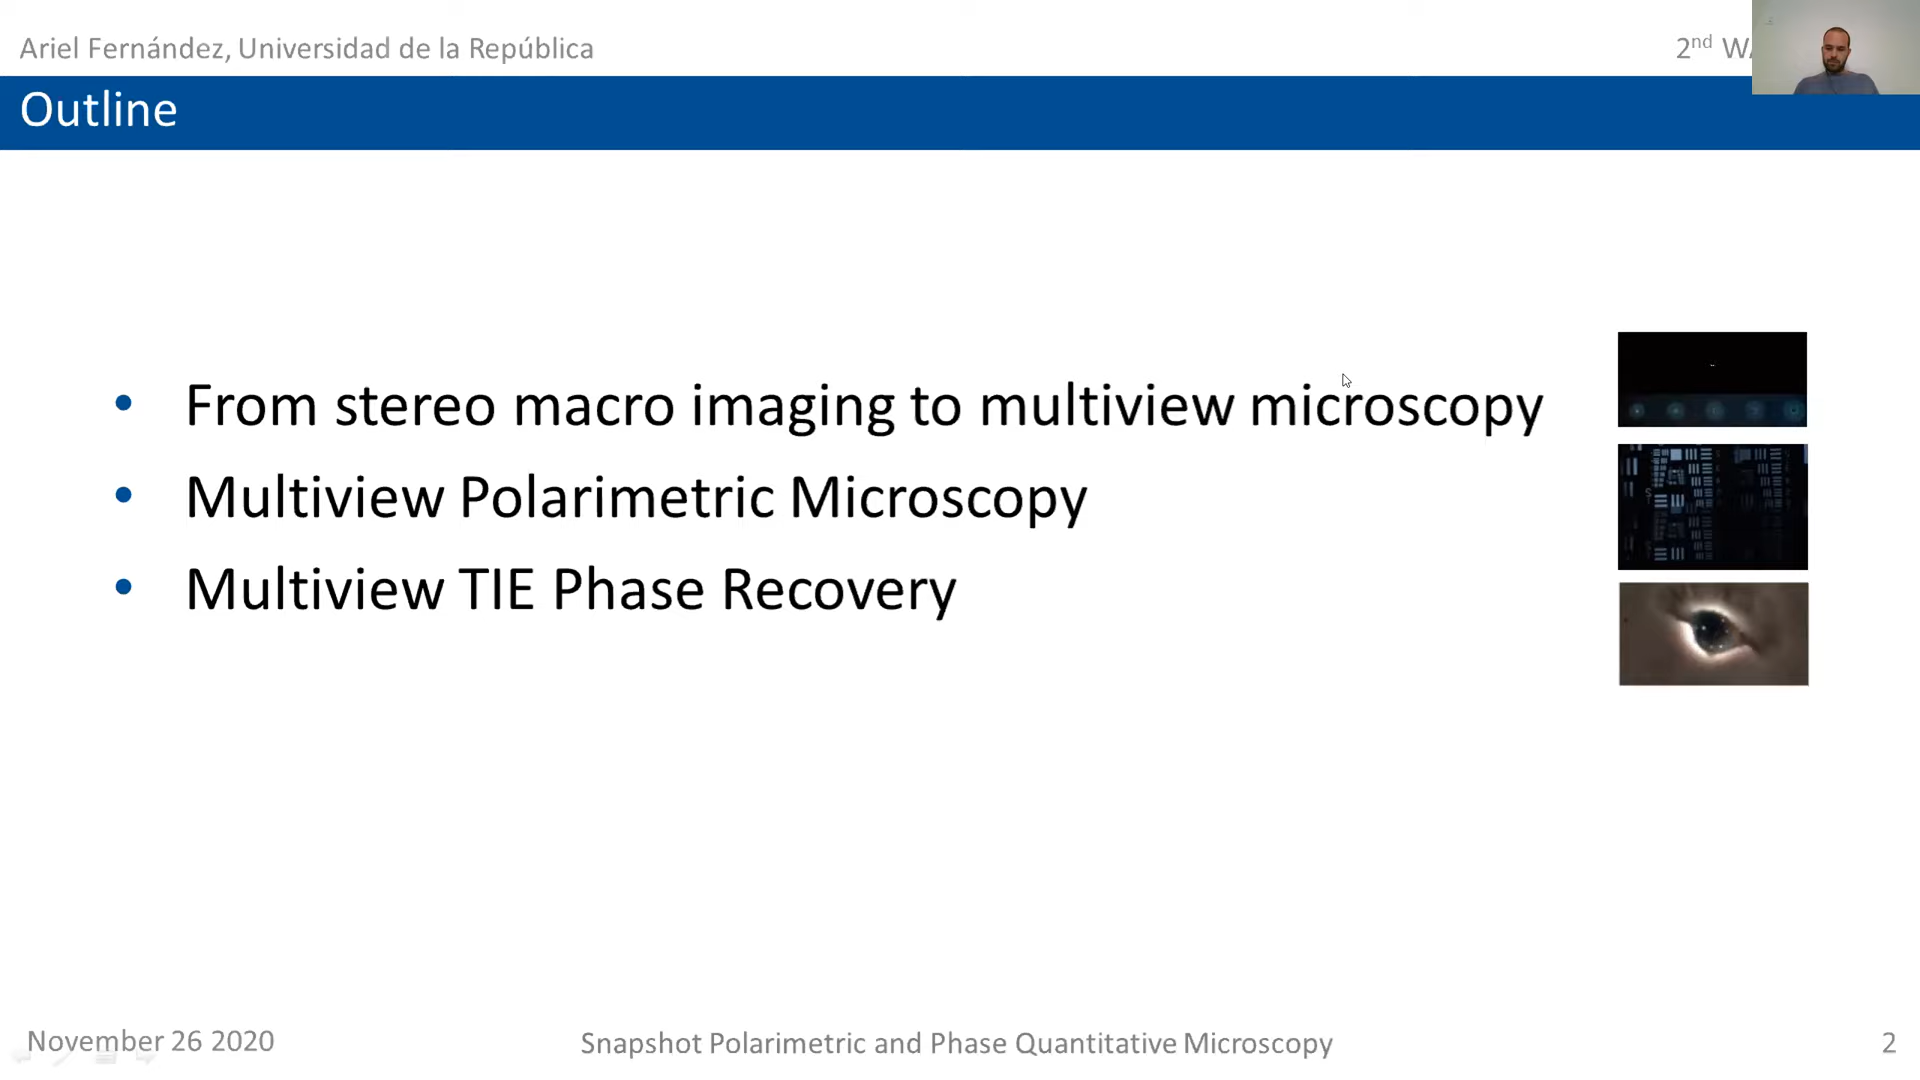 Ariel Fernández, Universidad de la República
2nd
Outline
• From stereo macro imaging to multiview microscopy
• Multiview Polarimetric Microscopy
• Multiview TIE Phase Recovery
November 26 2020
Snapshot Polarimetric and Phase Quantitative Microscopy
2